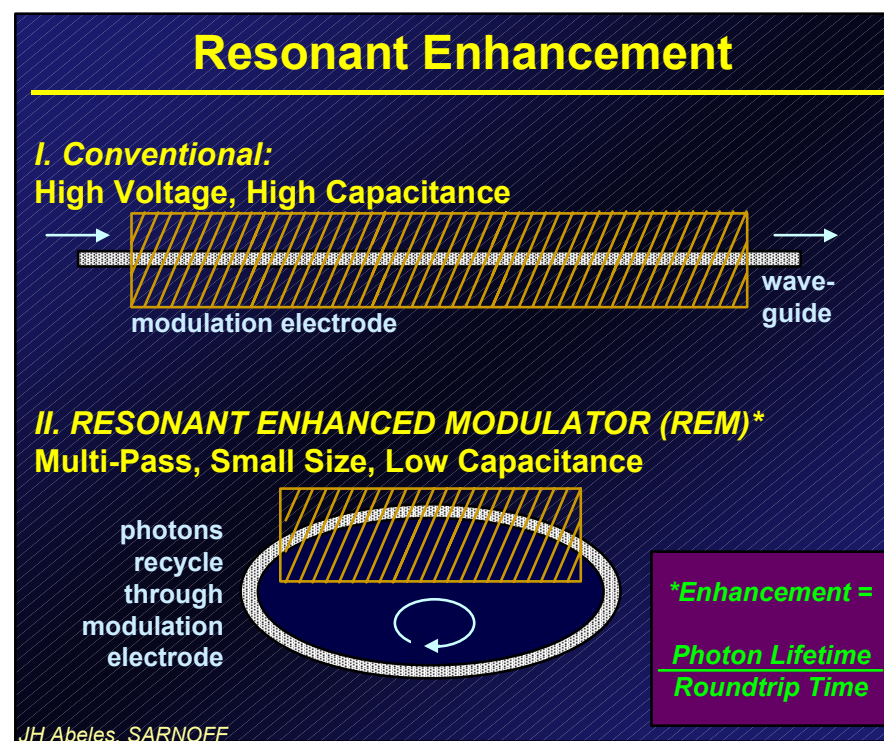 Resonant Enhancement
I. Conventional:
High Voltage, High Capacitance
wave-
guide
modulation electrode
II. RESONANT ENHANCED MODULATOR (REM)*
Multi-Pass, Small Size, Low Capacitance
photons
recycle
through
modulation
electrode
*Enhancement =
Photon Lifetime
Roundtrip Time
JH Abeles, SARNOFF